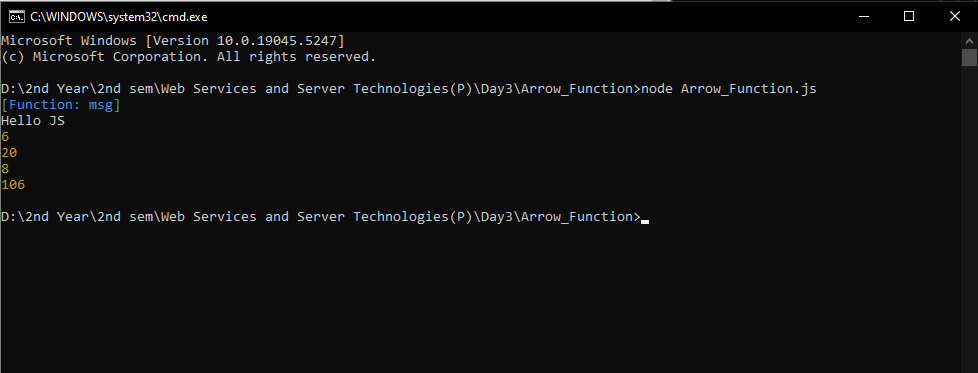 C:\WINDOWS\system32\cmd.exe
Microsoft Windows [Version 10.0.19045.5247]
(c) Microsoft Corporation. All rights reserved.
D:\2nd Year\2nd sem\Web Services and Server Technologies(P)\Day3\Arrow_Function>node Arrow_Function.js
[Function: msg]
Hello JS
6
20
8
106
D:\2nd Year\2nd sem\Web Services and Server Technologies(P)\Day3\Arrow_Function>